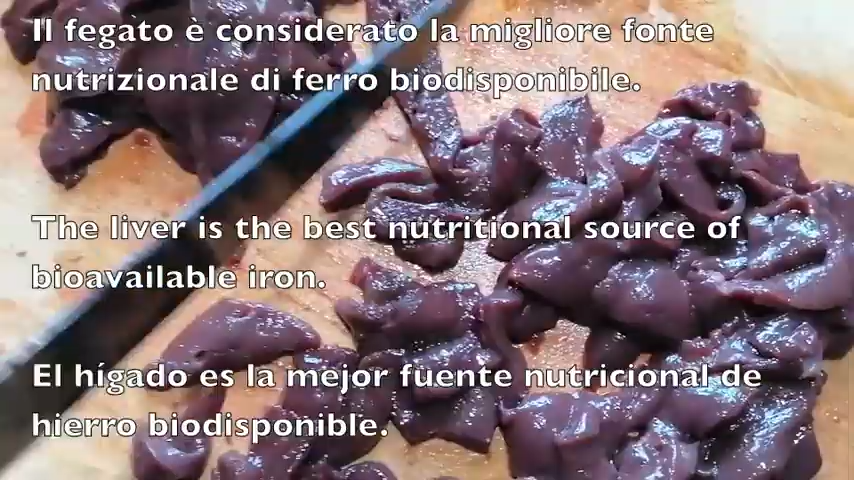 Il fegato è considerato la migliore fonte
nutrizionale di ferro biodisponibile.
The liver is the best nutritional source of
bioavailable iron.
El hígado es la mejor fuente nutricional de
hierro biodisponible.